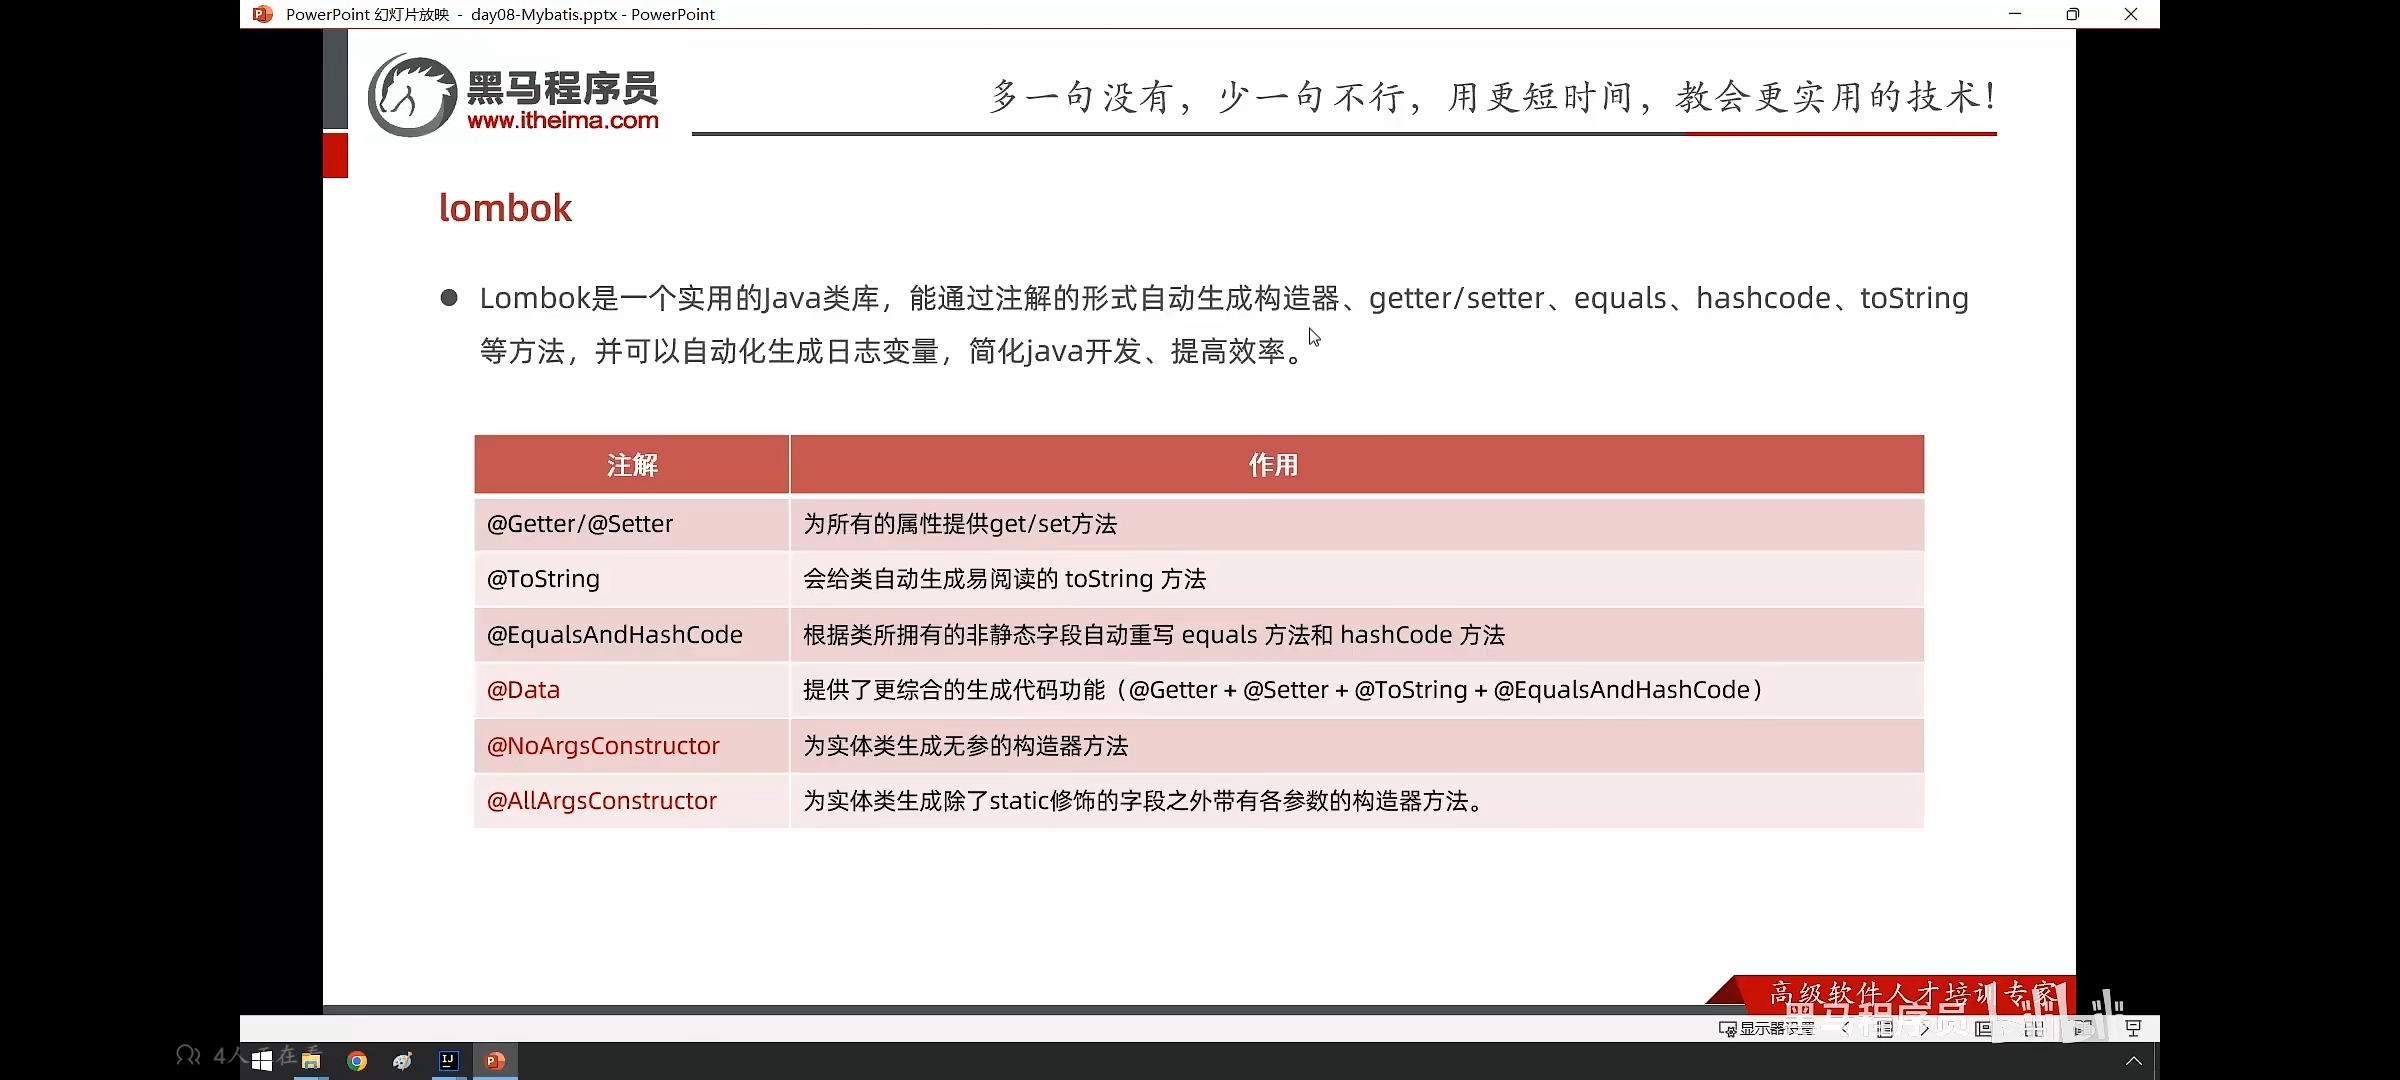 PowerPoint 幻灯片放映 - day08-Mybatis.pptx - PowerPoint
黑马程序员
www.itheima.com
多一句没有，少一句不行，用更短时间，教会更实用的技术！
lombok
● Lombok是一个实用的Java类库，能通过注解的形式自动生成构造器、getter/setter、equals、hashcode、toString
等方法，并可以自动化生成日志变量，简化java开发、提高效率。
注解 作用
@Getter/@Setter 为所有的属性提供get/set方法
@ToString 会给类自动生成易阅读的 toString 方法
@EqualsAndHashCode 根据类所拥有的非静态字段自动重写 equals 方法和 hashCode 方法
@Data 提供了更综合的生成代码功能（@Getter + @Setter + @ToString + @EqualsAndHashCode）
@NoArgsConstructor 为实体类生成无参的构造器方法
@AllArgsConstructor 为实体类生成除了static修饰的字段之外带有各参数的构造器方法。
高级软件人才培训专家
黑马程序员
显示器设置
4人正在看